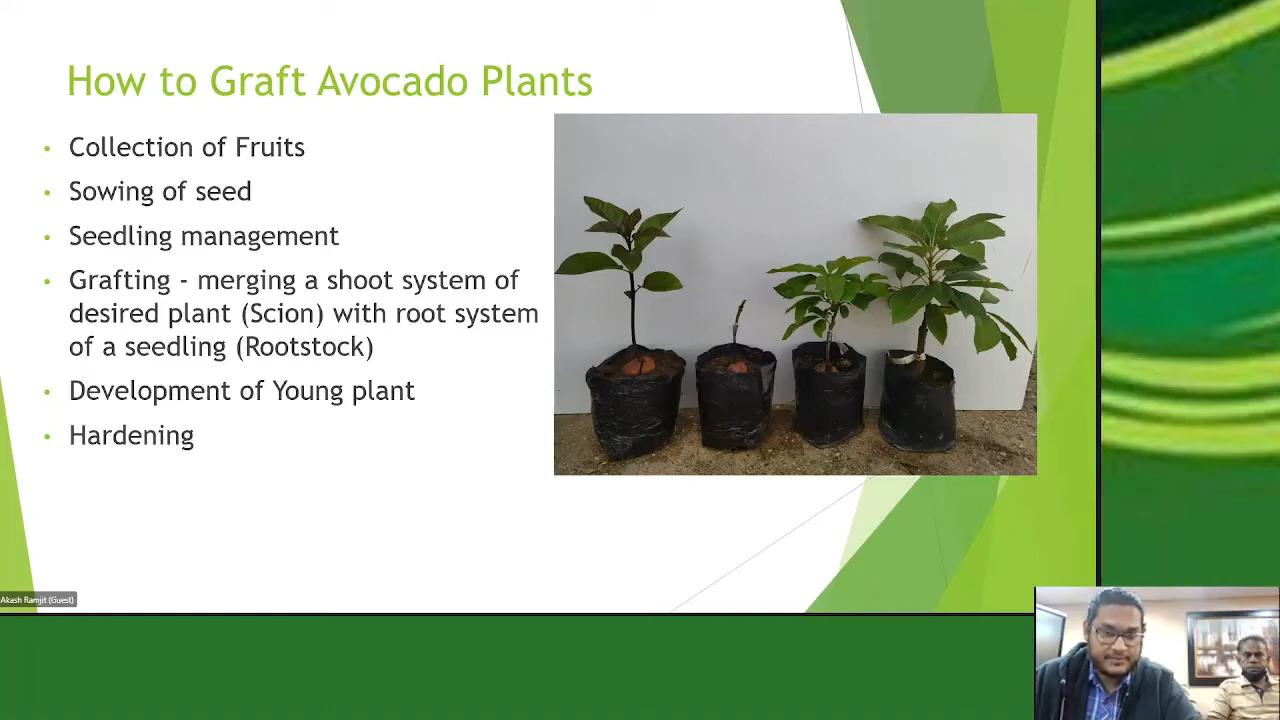 How to Graft Avocado Plants
• Collection of Fruits
• Sowing of seed
• Seedling management
• Grafting - merging a shoot system of
desired plant (Scion) with root system
of a seedling (Rootstock)
• Development of Young plant
• Hardening
Akash Ramjit (Guest)